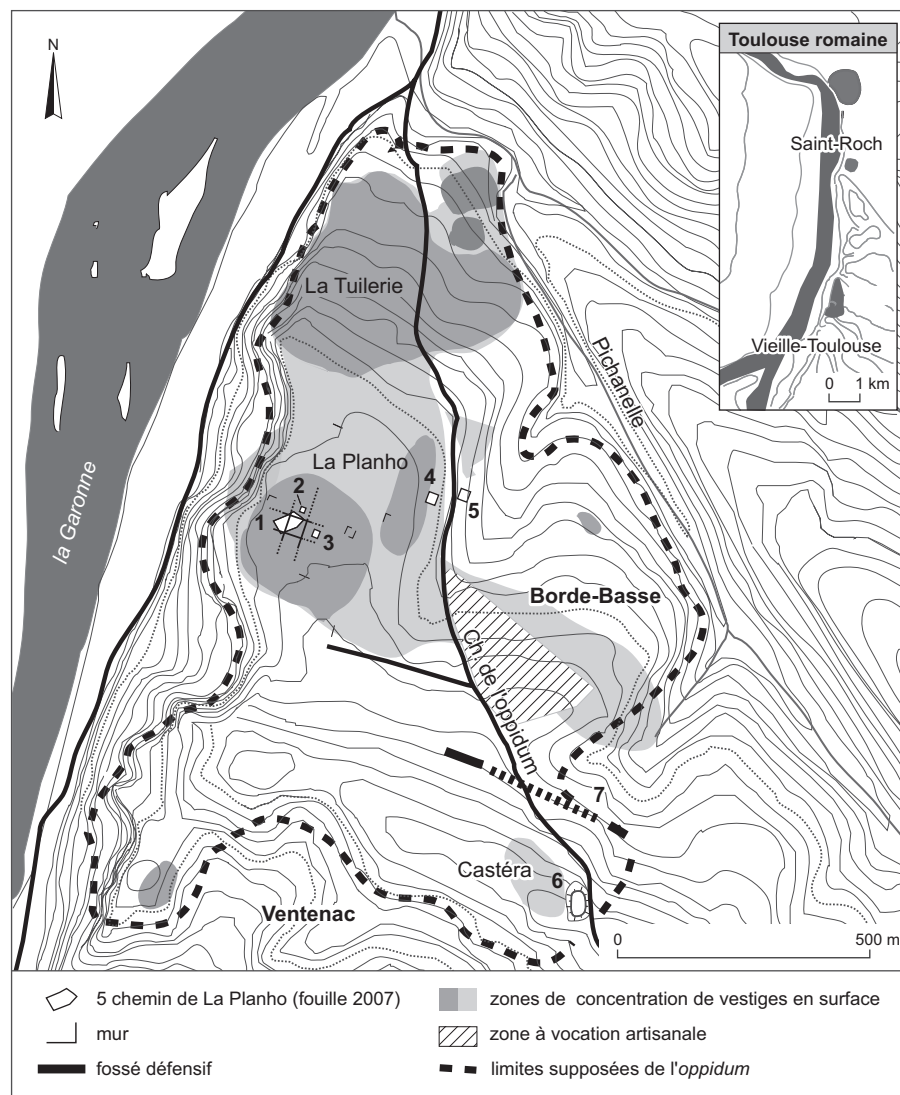 N
Toulouse romaine
Saint-Roch
Vieille-Toulouse
0 1 km
la Garonne
La Tuilerie
Pichanelle
La Planho
1
2
3
4
5
Borde-Basse
Ch. de l'oppidum
7
Castéra
6
Ventenac
0 500 m
5 chemin de La Planho (fouille 2007)
mur
fossé défensif
zones de concentration de vestiges en surface
zone à vocation artisanale
limites supposées de l'oppidum